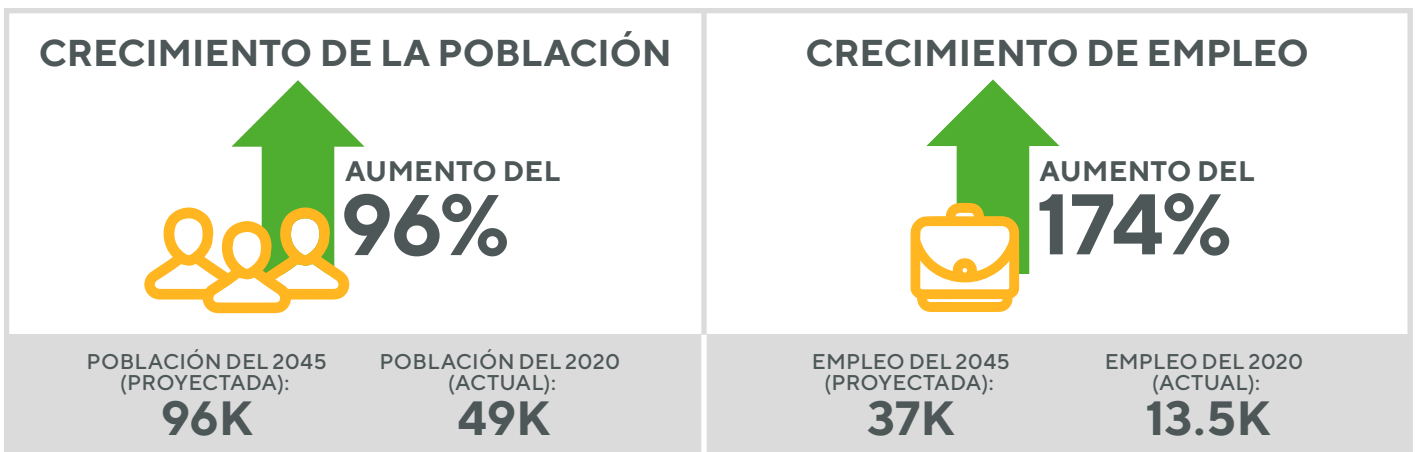 CRECIMIENTO DE LA POBLACIÓN
AUMENTO DEL
96%
POBLACIÓN DEL 2045
(PROYECTADA):
96K
POBLACIÓN DEL 2020
(ACTUAL):
49K
CRECIMIENTO DE EMPLEO
AUMENTO DEL
174%
EMPLEO DEL 2045
(PROYECTADA):
37K
EMPLEO DEL 2020
(ACTUAL):
13.5K